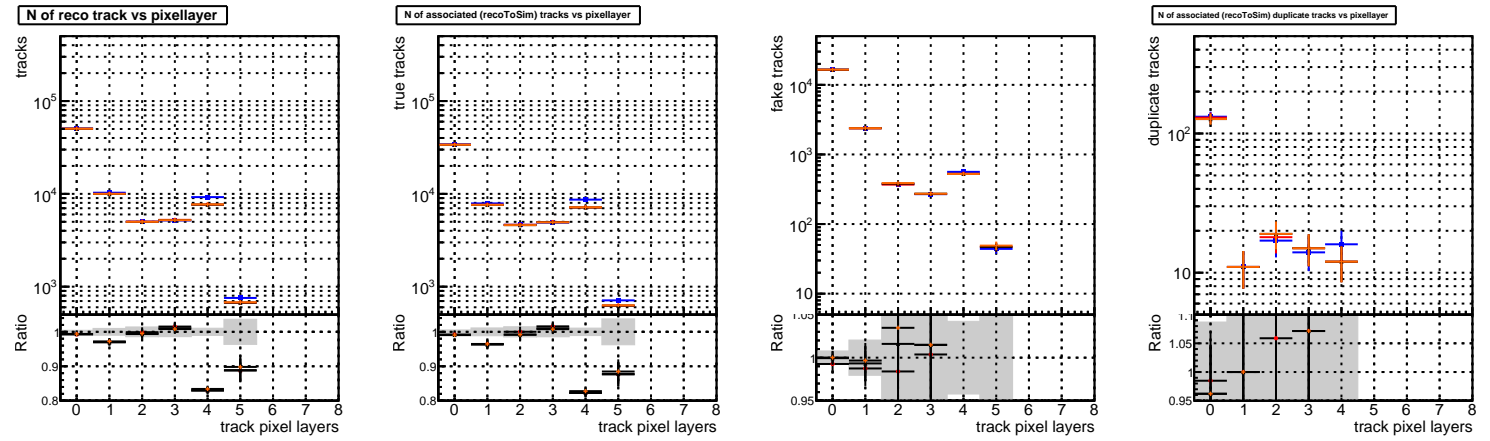 N of reco track vs pixellayer
tracks
10^5
10^4
10^3
Ratio
1
0.9
0.8
0 1 2 3 4 5 6 7 8
track pixel layers
N of associated (recoToSim) tracks vs pixellayer
true tracks
10^5
10^4
10^3
Ratio
1
0.9
0.8
0 1 2 3 4 5 6 7 8
track pixel layers
fake tracks
10^4
10^3
10^2
10
Ratio
1.05
1
0.95
0 1 2 3 4 5 6 7 8
track pixel layers
N of associated (recoToSim) duplicate tracks vs pixellayer
duplicate tracks
10^2
10
Ratio
1.1
1.05
1
0.95
0 1 2 3 4 5 6 7 8
track pixel layers